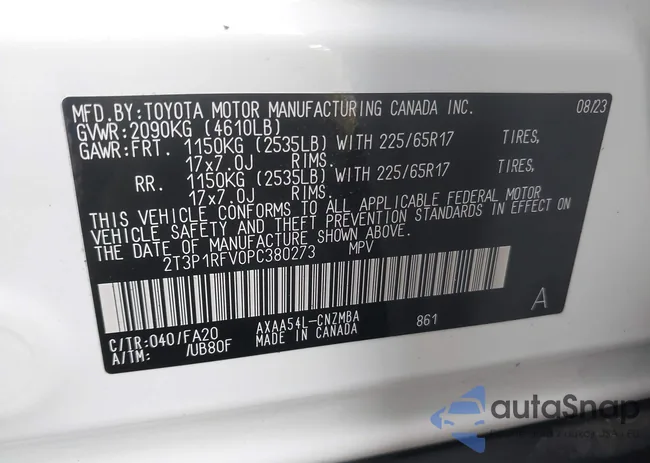 MFD.BY:TOYOTA MOTOR MANUFACTURING CANADA INC. 08/23
GVWR:2090KG (4610LB)
GAWR:FRT. 1150KG (2535LB) WITH 225/65R17 TIRES,
17x7.0J RIMS.
RR. 1150KG (2535LB) WITH 225/65R17 TIRES,
17x7.0J RIMS.
THIS VEHICLE CONFORMS TO ALL APPLICABLE FEDERAL MOTOR
VEHICLE SAFETY AND THEFT PREVENTION STANDARDS IN EFFECT ON
THE DATE OF MANUFACTURE SHOWN ABOVE.
2T3P1RFV0PC380273 MPV
A
C/TR:040/FA20 AXAA54L-CNZMBA 861
A/TM: /UB80F MADE IN CANADA
autoSnap